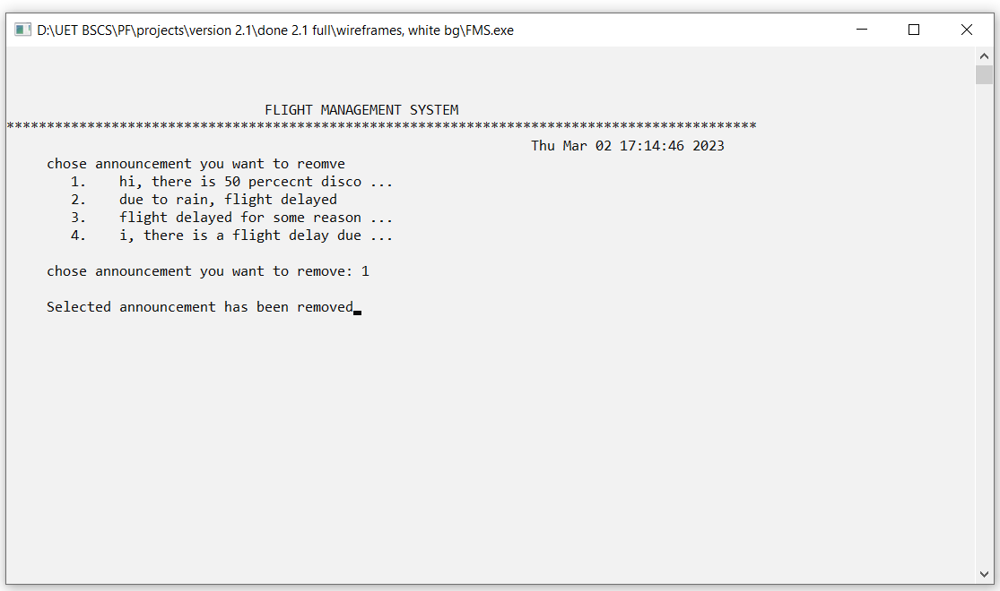 D:\UET BSCS\PF\projects\version 2.1\done 2.1 full\wireframes, white bg\FMS.exe
FLIGHT MANAGEMENT SYSTEM
*********************************************************************************************
Thu Mar 02 17:14:46 2023
chose announcement you want to reomve
1. hi, there is 50 percecnt disco ...
2. due to rain, flight delayed
3. flight delayed for some reason ...
4. i, there is a flight delay due ...
chose announcement you want to remove: 1
Selected announcement has been removed